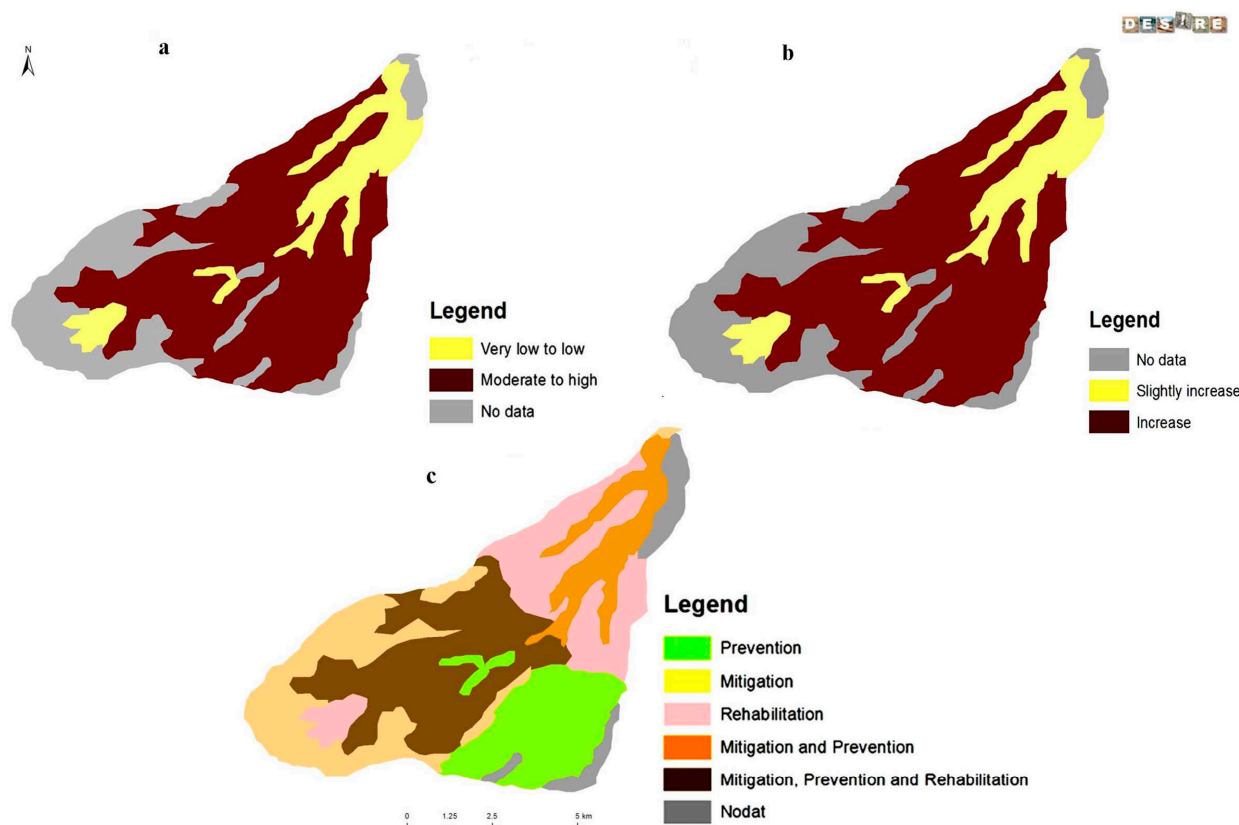 DESIRE
a
b
N
Legend
Very low to low
Moderate to high
No data
Legend
No data
Slightly increase
Increase
c
Legend
Prevention
Mitigation
Rehabilitation
Mitigation and Prevention
Mitigation, Prevention and Rehabilitation
Nodat
0 1.25 2.5 5 km